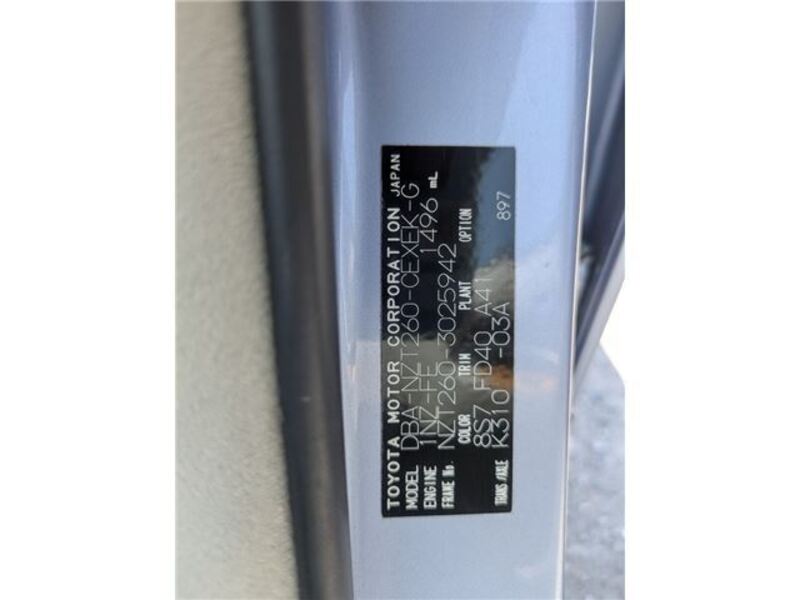 TOYOTA MOTOR CORPORATION JAPAN
MODEL DBA-NZT260-CEXEK-G
ENGINE 1NZ-FE 1496 mL
FRAME No. NZT260-3025942
COLOR TRIM PLANT OPTION
8S7 FD40 A41
TRANS/AXLE K310 -03A 897